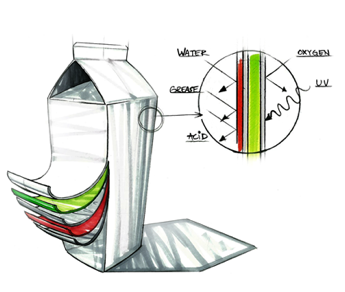 WATER
OXYGEN
GREASE
UV
ACID